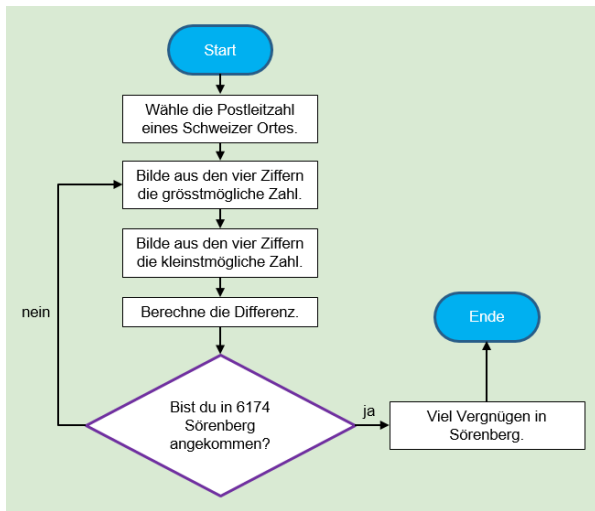 Start
Wähle die Postleitzahl
eines Schweizer Ortes.
Bilde aus den vier Ziffern
die grösstmögliche Zahl.
Bilde aus den vier Ziffern
die kleinstmögliche Zahl.
Berechne die Differenz.
nein
Bist du in 6174
Sörenberg
angekommen?
ja
Viel Vergnügen in
Sörenberg.
Ende